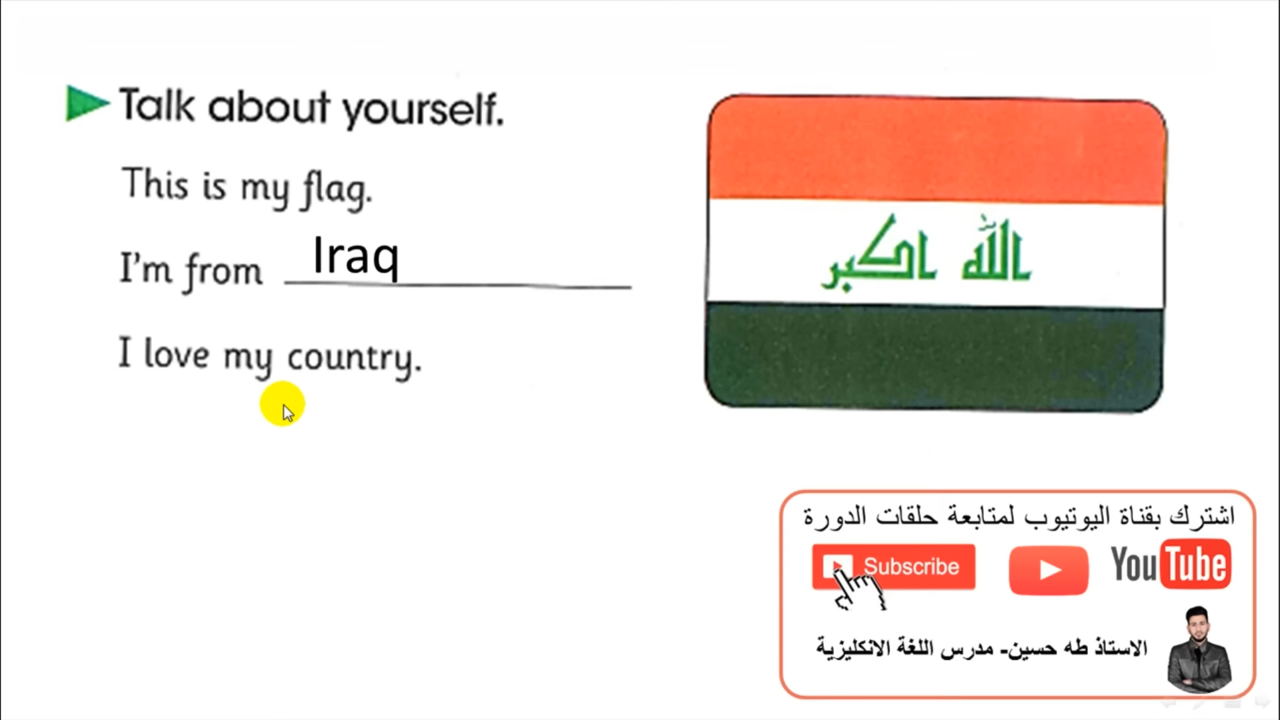 Talk about yourself.
This is my flag.
I'm from Iraq
I love my country.
الله اكبر
اشترك بقناة اليوتيوب لمتابعة حلقات الدورة
Subscribe
YouTube
الاستاذ طه حسين- مدرس اللغة الانكليزية